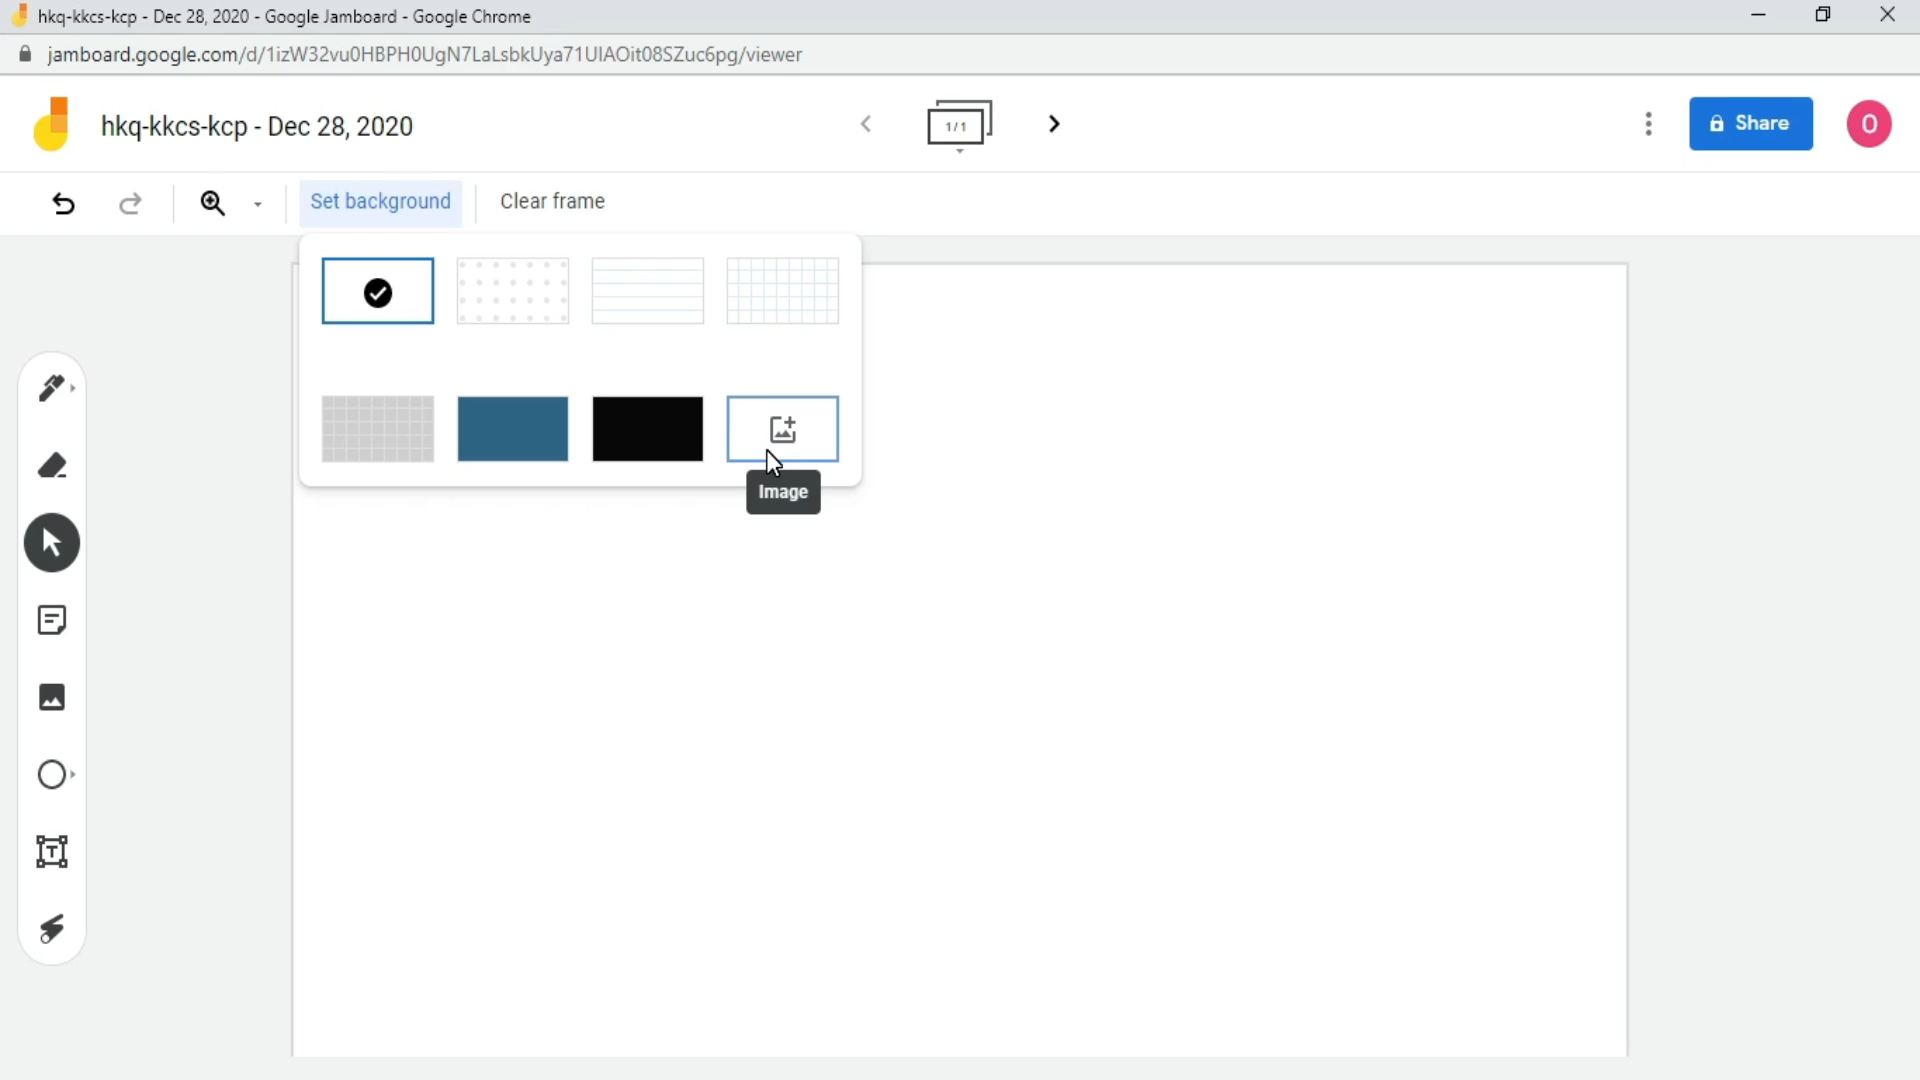 hkq-kkcs-kcp - Dec 28, 2020 - Google Jamboard - Google Chrome
jamboard.google.com/d/1izW32vu0HBPH0UgN7LaLsbkUya71UIAOit08SZuc6pg/viewer
hkq-kkcs-kcp - Dec 28, 2020
1/1
Share
O
Set background
Clear frame
Image
T